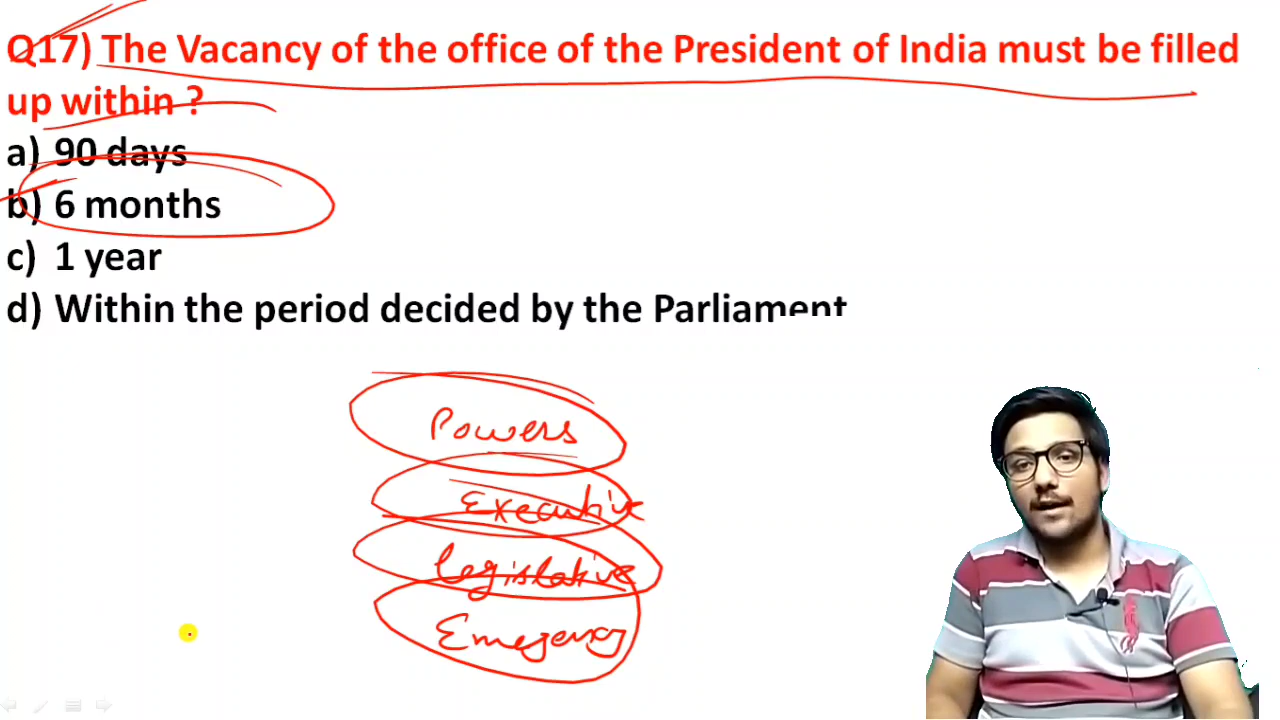 Q17) The Vacancy of the office of the President of India must be filled
up within ?
a) 90 days
b) 6 months
c) 1 year
d) Within the period decided by the Parliament
Powers
Executive
legislative
Emegency